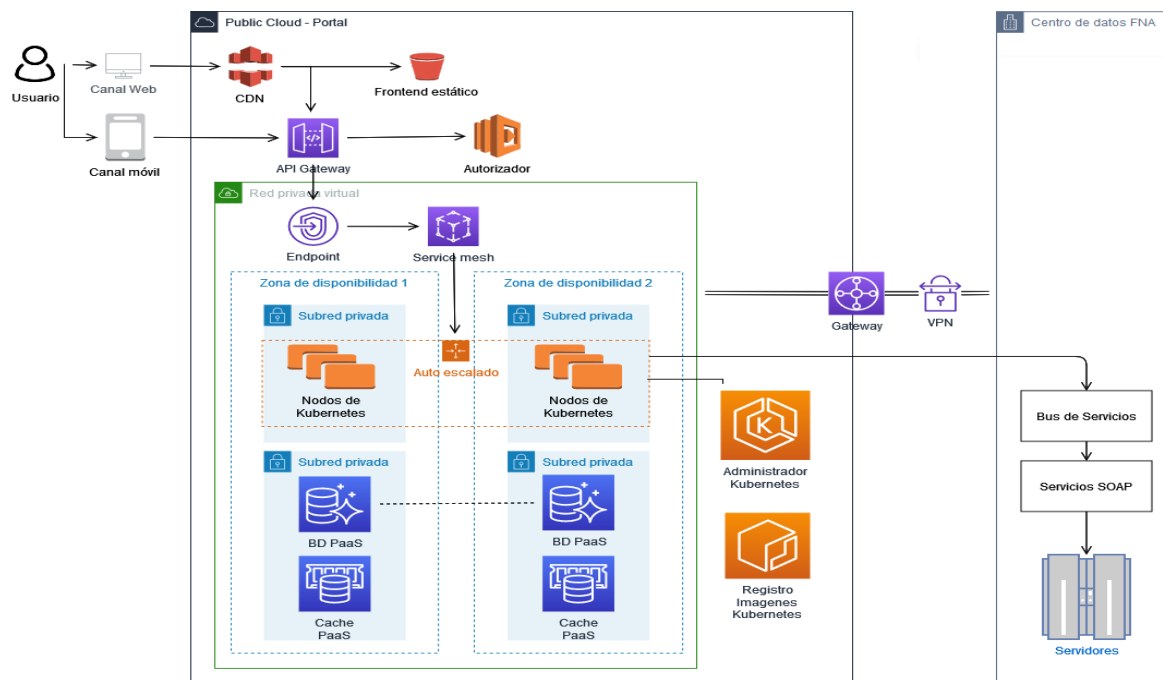 Public Cloud - Portal
Centro de datos FNA
Usuario
Canal Web
CDN
Frontend estático
Canal móvil
API Gateway
Autorizador
Red privada virtual
Endpoint
Service mesh
Zona de disponibilidad 1
Zona de disponibilidad 2
Gateway
VPN
Subred privada
Subred privada
Auto escalado
Nodos de
Kubernetes
Nodos de
Kubernetes
Bus de Servicios
Administrador
Kubernetes
Servicios SOAP
Subred privada
Subred privada
BD PaaS
BD PaaS
Registro
Imagenes
Kubernetes
Cache
PaaS
Cache
PaaS
Servidores